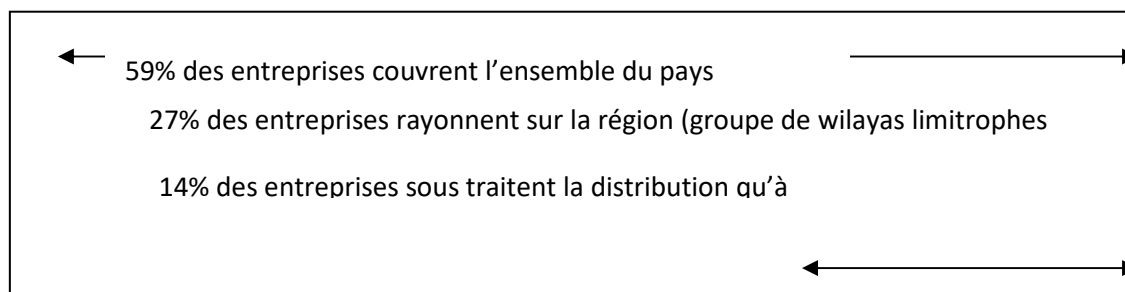 59% des entreprises couvrent l’ensemble du pays
27% des entreprises rayonnent sur la région (groupe de wilayas limitrophes
14% des entreprises sous traitent la distribution qu’à